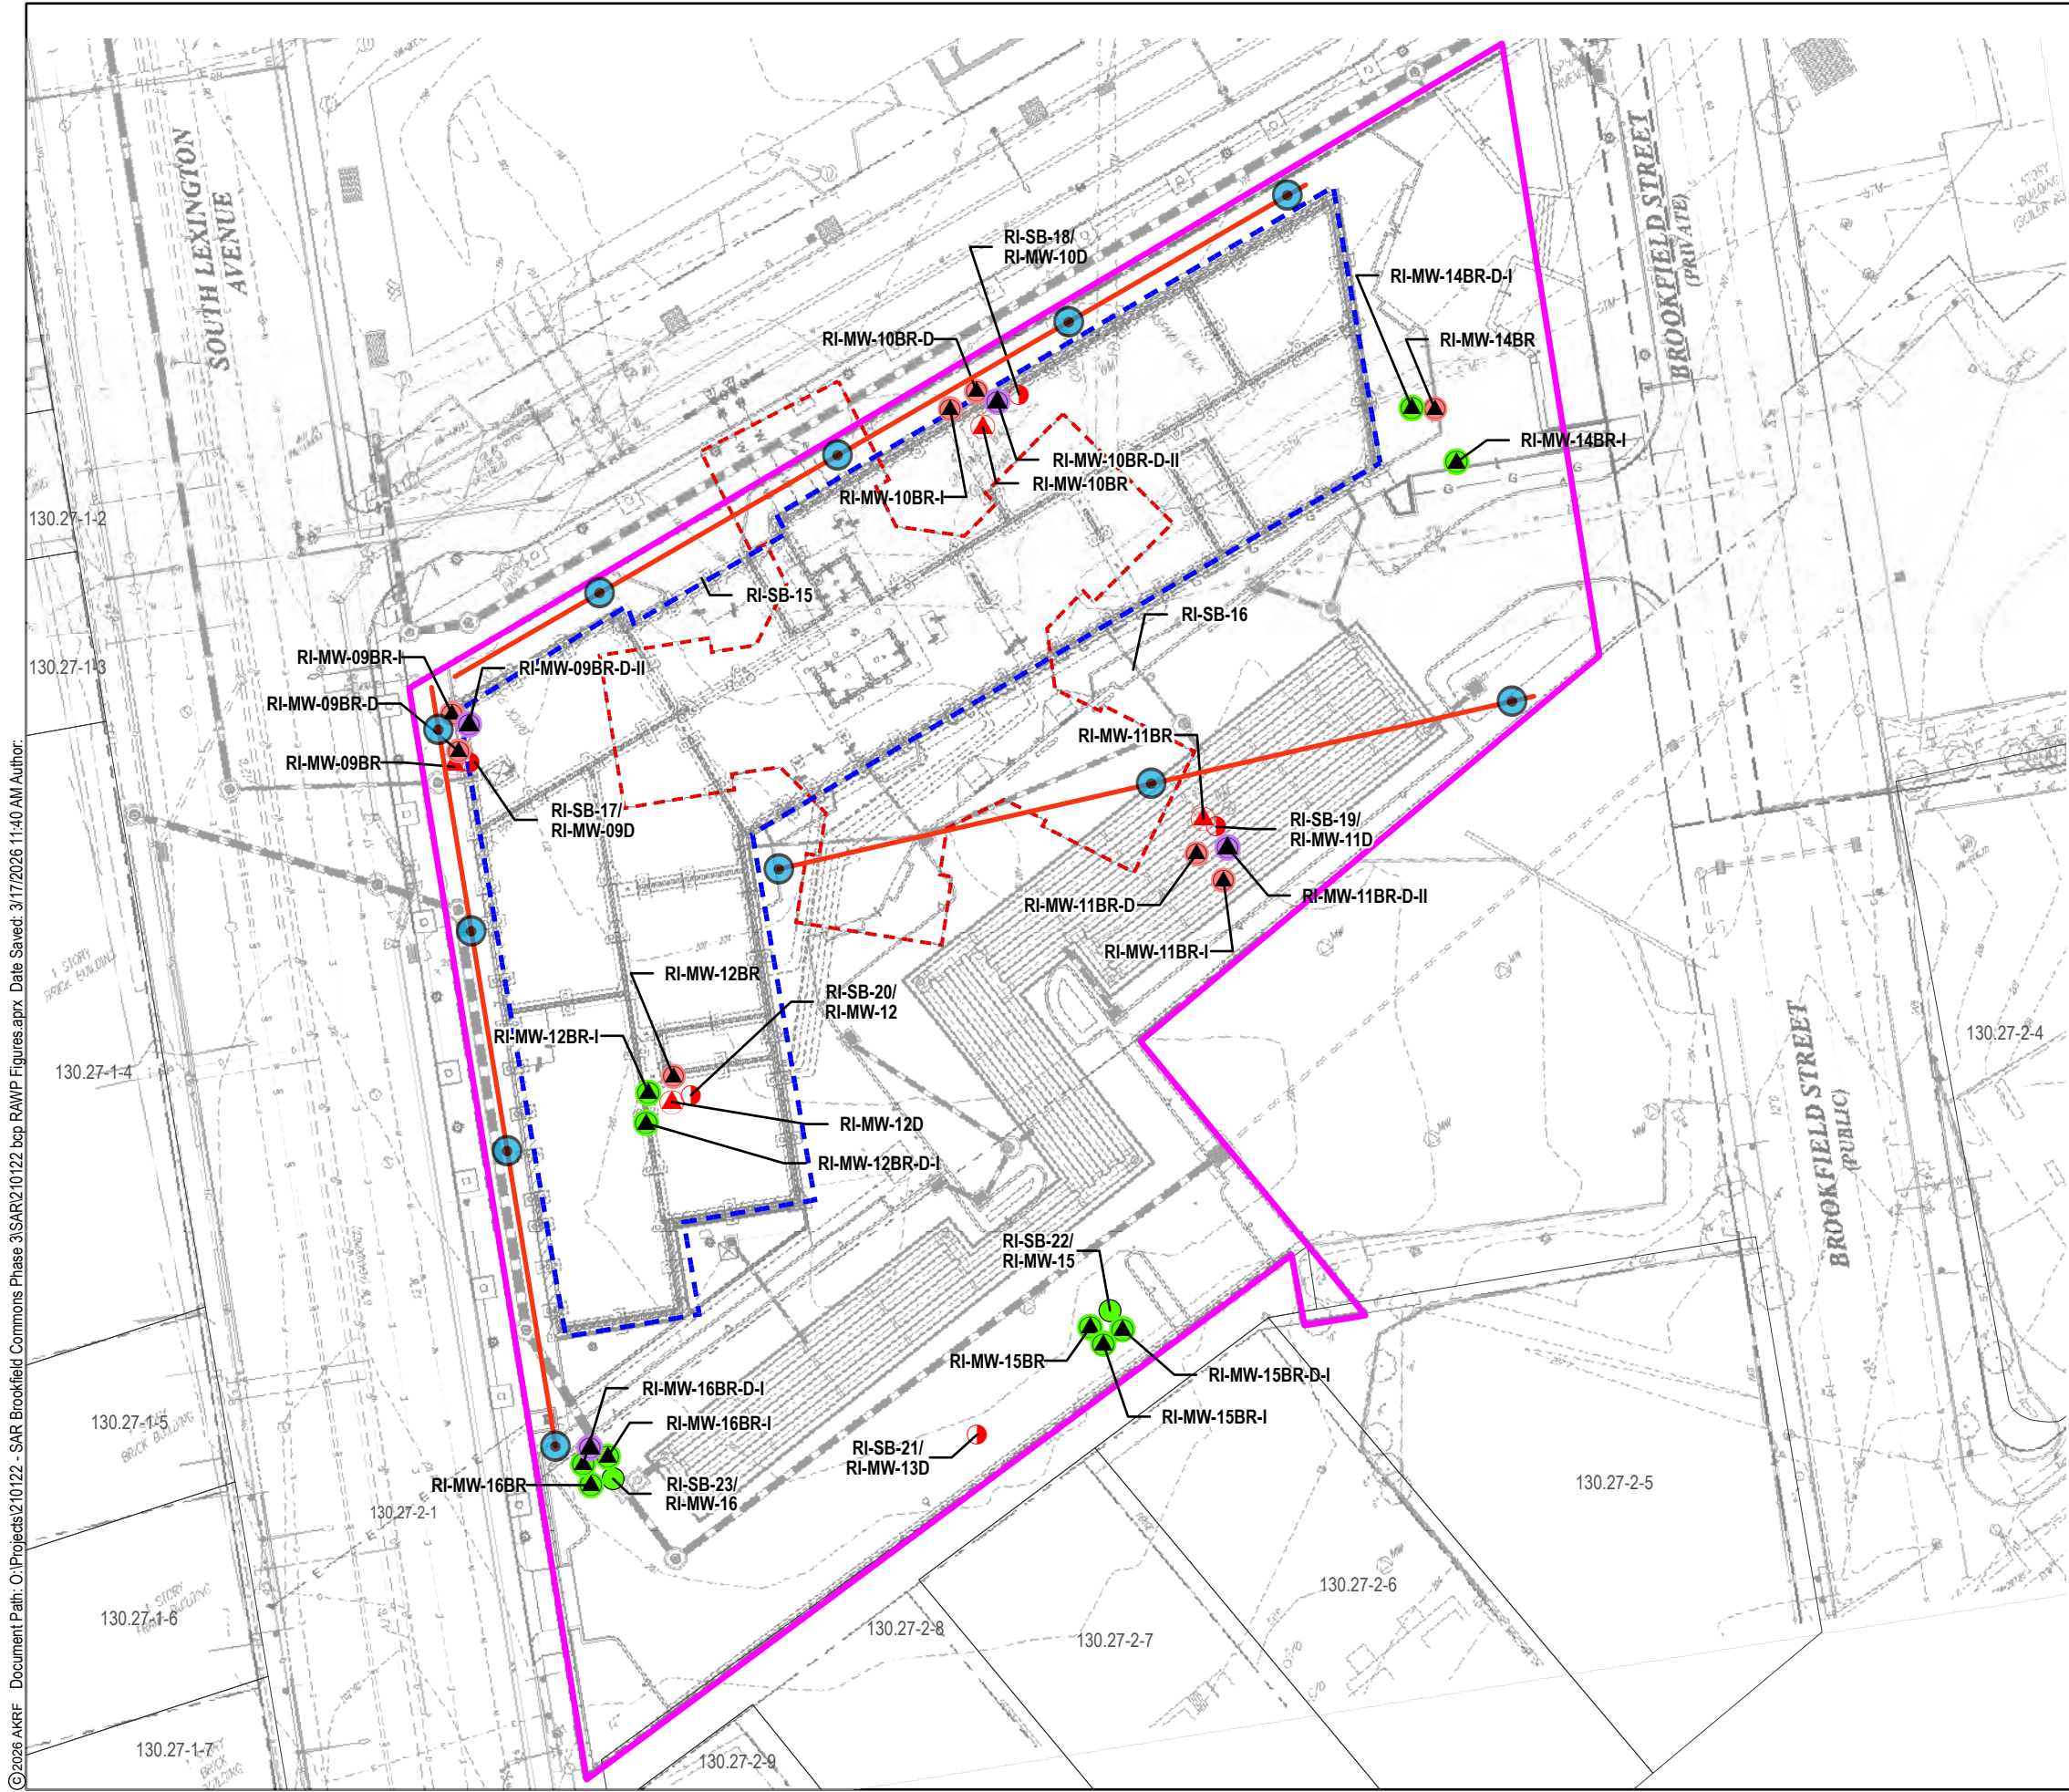 SOUTH LEXINGTON
AVENUE
BROOKFIELD STREET
(PRIVATE)
RI-SB-18/
RI-MW-10D
RI-MW-14BR-D-I
RI-MW-10BR-D
RI-MW-14BR
RI-MW-14BR-I
RI-MW-10BR-D-II
RI-MW-10BR
RI-MW-10BR-I
130.27-1-2
RI-SB-15
RI-SB-16
130.27-1-3
RI-MW-09BR-I
RI-MW-09BR-D-II
RI-MW-09BR-D
RI-MW-09BR
RI-MW-11BR
RI-SB-17/
RI-MW-09D
RI-SB-19/
RI-MW-11D
RI-MW-11BR-D
RI-MW-11BR-D-II
RI-MW-11BR-I
1 STORY
BRICK BUILDING
RI-MW-12BR
RI-SB-20/
RI-MW-12
RI-MW-12BR-I
130.27-2-4
130.27-1-4
RI-MW-12D
RI-MW-12BR-D-I
BROOKFIELD STREET
(PUBLIC)
RI-SB-22/
RI-MW-15
RI-MW-15BR
RI-MW-15BR-D-I
RI-MW-16BR-D-I
RI-MW-16BR-I
RI-MW-15BR-I
130.27-1-5
BRICK BUILDING
RI-SB-21/
RI-MW-13D
RI-MW-16BR
RI-SB-23/
RI-MW-16
130.27-2-5
130.27-2-1
130.27-2-6
130.27-1-6
130.27-2-8
130.27-2-7
130.27-1-7
130.27-2-9
©2026 AKRF Document Path: O:\Projects\210122 - SAR Brookfield Commons Phase 3\SAR\210122 bcp RAWP Figures.aprx Date Saved: 3/17/2026 11:40 AM Author: